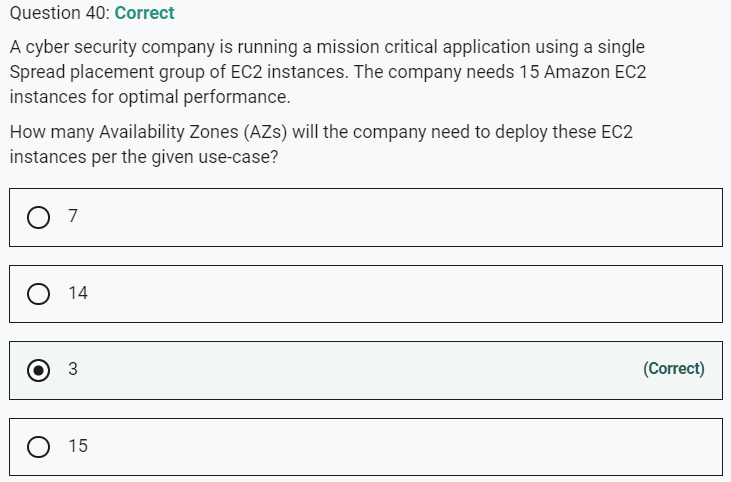 Question 40: Correct
A cyber security company is running a mission critical application using a single
Spread placement group of EC2 instances. The company needs 15 Amazon EC2
instances for optimal performance.
How many Availability Zones (AZs) will the company need to deploy these EC2
instances per the given use-case?
7
14
3 (Correct)
15